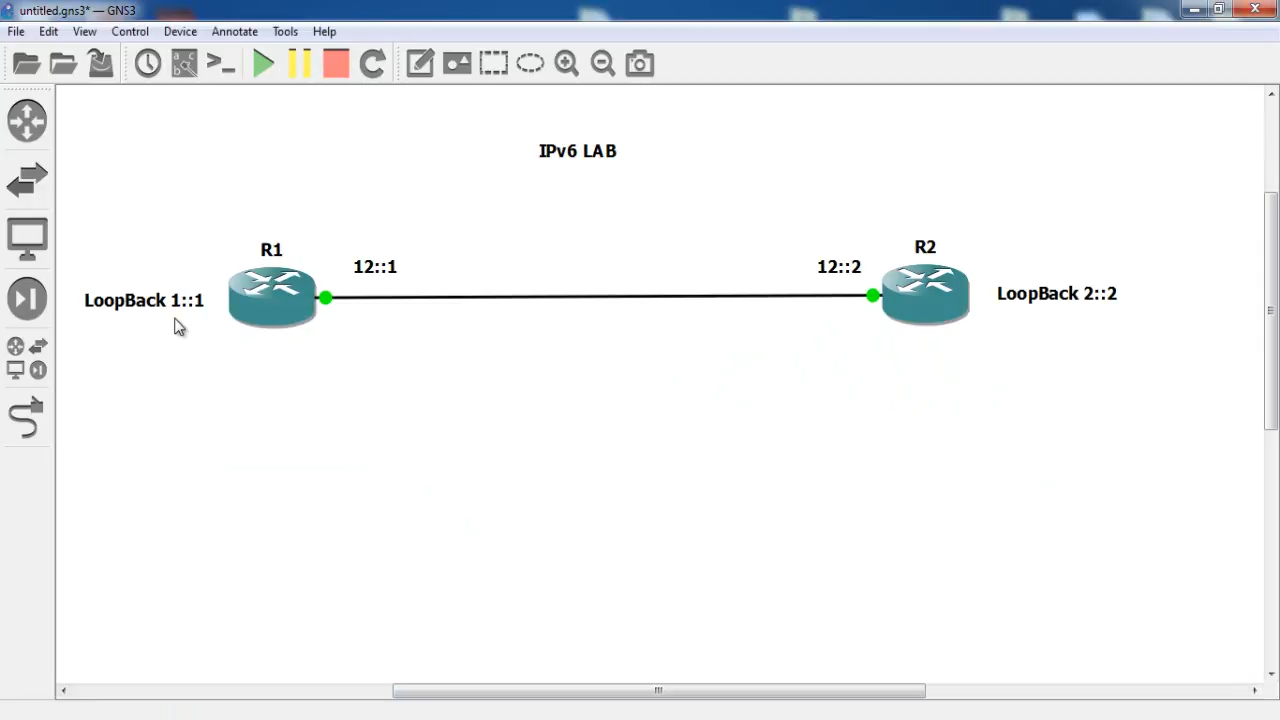 untitled.gns3* — GNS3
File Edit View Control Device Annotate Tools Help
IPv6 LAB
R1
R2
12::1
12::2
LoopBack 1::1
LoopBack 2::2